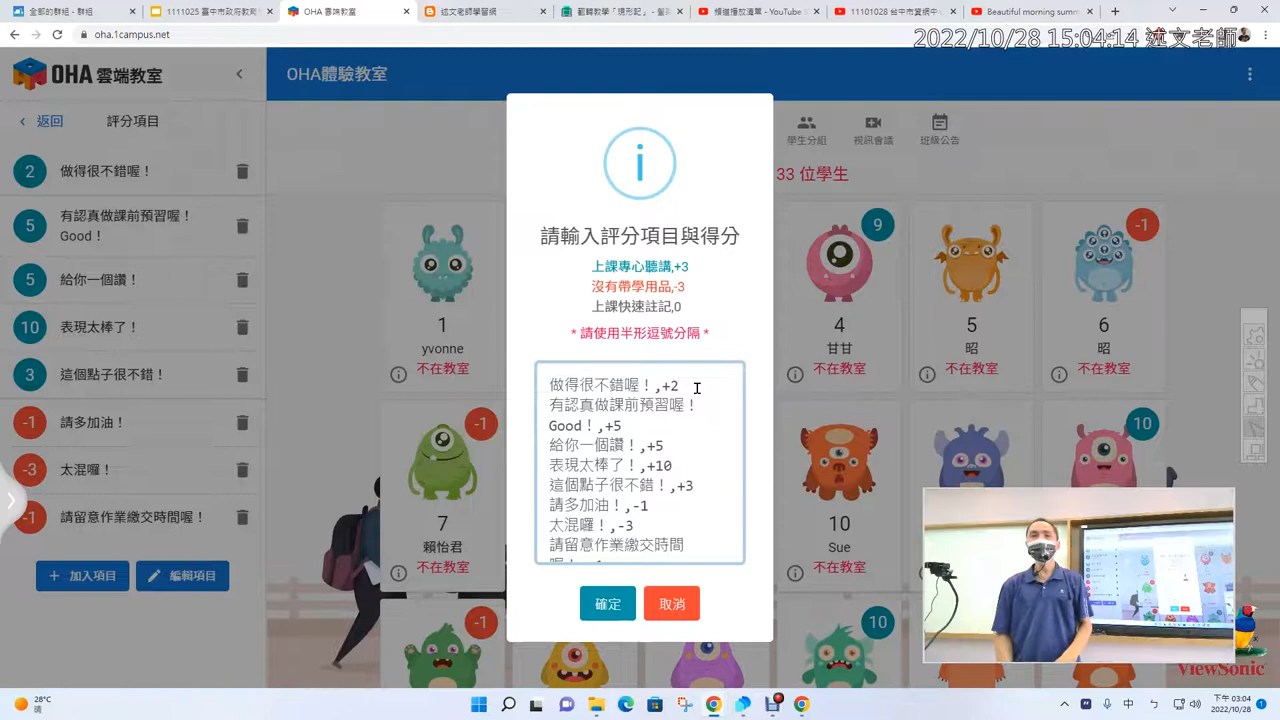 全部的群組 - 群組
1111025 臺中市政府教育
OHA 雲端教室
述文老師學習網
翻轉教學「現形記」
頻道播放清單 - YouTube S
11101028 台中市資網中
Beautiful morning summ
oha.1campus.net
2022/10/28 15:04:14 述文老師
OHA 雲端教室
OHA體驗教室
返回
評分項目
學生分組
視訊會議
班級公告
33 位學生
2
做得很不錯喔！
5
有認真做課前預習喔！
Good！
5
給你一個讚！
10
表現太棒了！
3
這個點子很不錯！
-1
請多加油！
-3
太混囉！
-1
請留意作業繳交時間喔！
加入項目
編輯項目
i
請輸入評分項目與得分
上課專心聽講,+3
沒有帶學用品,-3
上課快速註記,0
* 請使用半形逗號分隔 *
做得很不錯喔！,+2
有認真做課前預習喔！
Good！,+5
給你一個讚！,+5
表現太棒了！,+10
這個點子很不錯！,+3
請多加油！,-1
太混囉！,-3
請留意作業繳交時間
確定
取消
1
yvonne
不在教室
9
4
甘甘
不在教室
5
昭
不在教室
-1
6
昭
不在教室
-1
7
賴怡君
不在教室
10
Sue
不在教室
10
-1
10
ViewSonic
28°C
晴
中
下午 03:04
2022/10/28